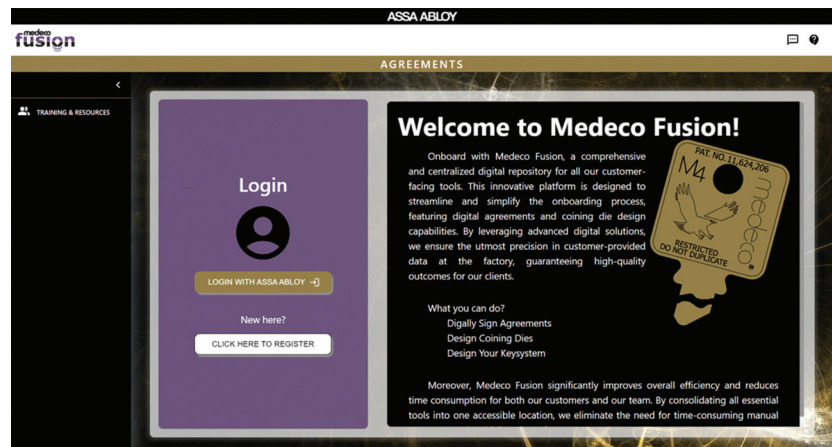 ASSA ABLOY
medeco
fusion
AGREEMENTS
TRAINING & RESOURCES
Login
LOGIN WITH ASSA ABLOY
New here?
CLICK HERE TO REGISTER
Welcome to Medeco Fusion!
Onboard with Medeco Fusion, a comprehensive
and centralized digital repository for all our customer-
facing tools. This innovative platform is designed to
streamline and simplify the onboarding process,
featuring digital agreements and coining die design
capabilities. By leveraging advanced digital solutions,
we ensure the utmost precision in customer-provided
data at the factory, guaranteeing high-quality
outcomes for our clients.
PAT. NO. 11,624,206
M4
medeco®
RESTRICTED
DO NOT DUPLICATE
What you can do?
Digally Sign Agreements
Design Coining Dies
Design Your Keysystem
Moreover, Medeco Fusion significantly improves overall efficiency and reduces
time consumption for both our customers and our team. By consolidating all essential
tools into one accessible location, we eliminate the need for time-consuming manual